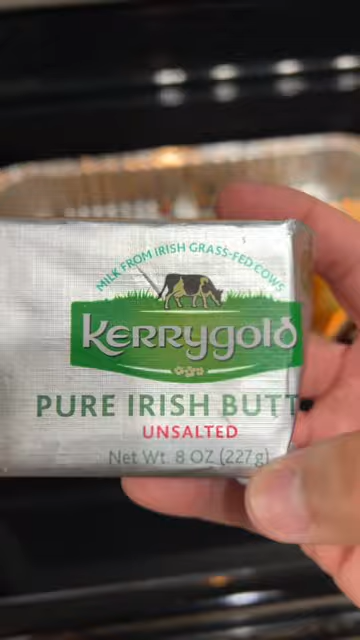 MILK FROM IRISH GRASS-FED COWS
Kerrygold
PURE IRISH BUTT
UNSALTED
Net Wt. 8 OZ (227g)